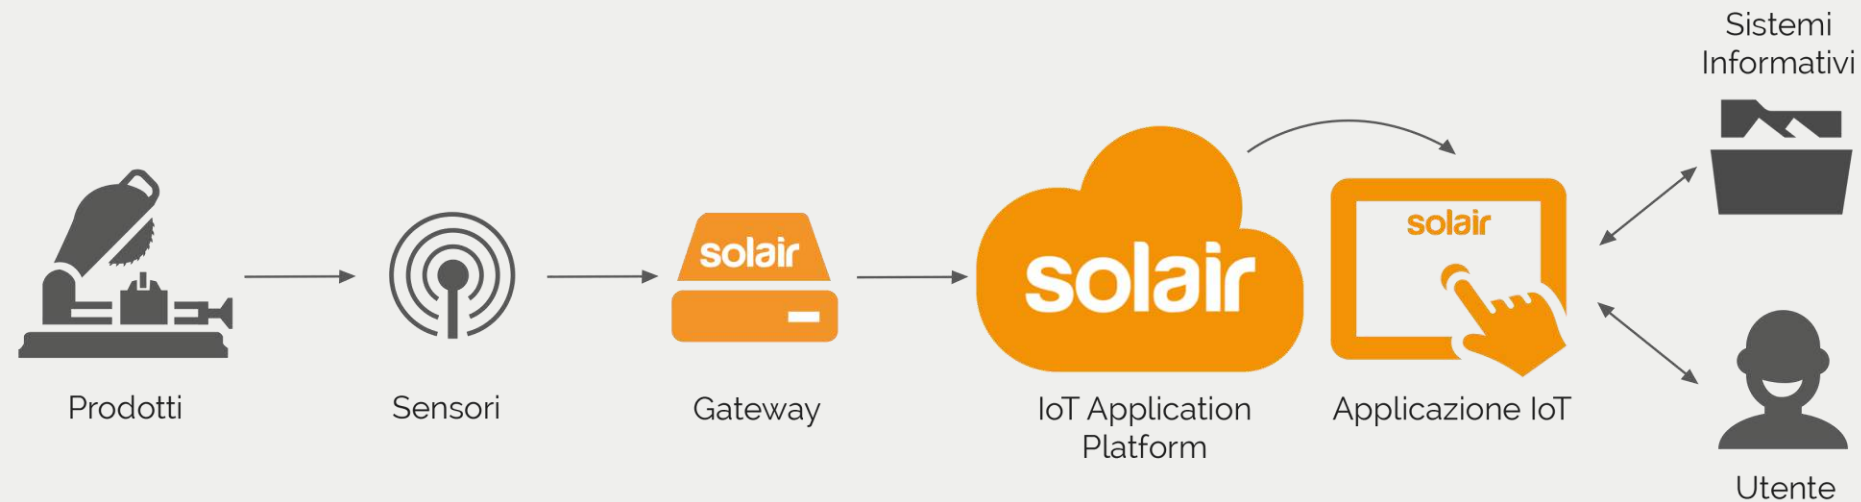 Sistemi
Informativi
solair
solair
solair
Prodotti
Sensori
Gateway
IoT Application
Platform
Applicazione IoT
Utente